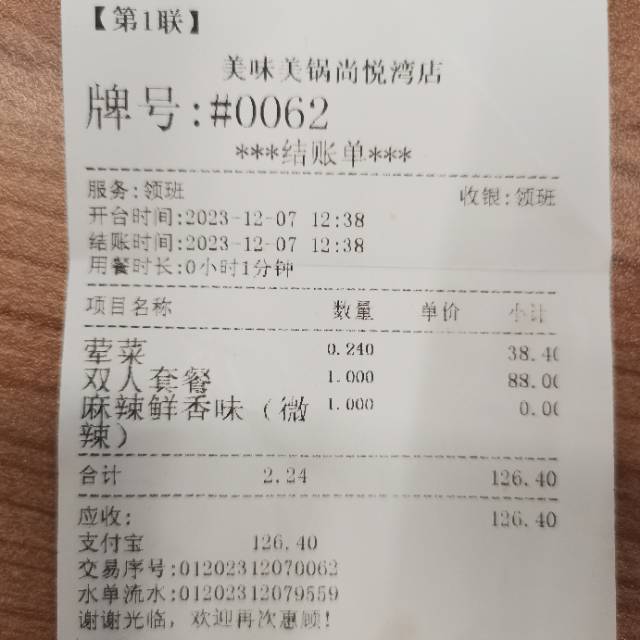 【第1联】
美味美锅尚悦湾店
牌号:#0062
***结账单***
服务:领班 收银:领班
开台时间:2023-12-07 12:38
结账时间:2023-12-07 12:38
用餐时长:0小时1分钟
项目名称 数量 单价 小计
荤菜 0.240 38.40
双人套餐 1.000 88.00
麻辣鲜香味（微 1.000 0.00
辣）
合计 2.24 126.40
应收: 126.40
支付宝 126.40
交易序号:01202312070062
水单流水:01202312079559
谢谢光临，欢迎再次惠顾!